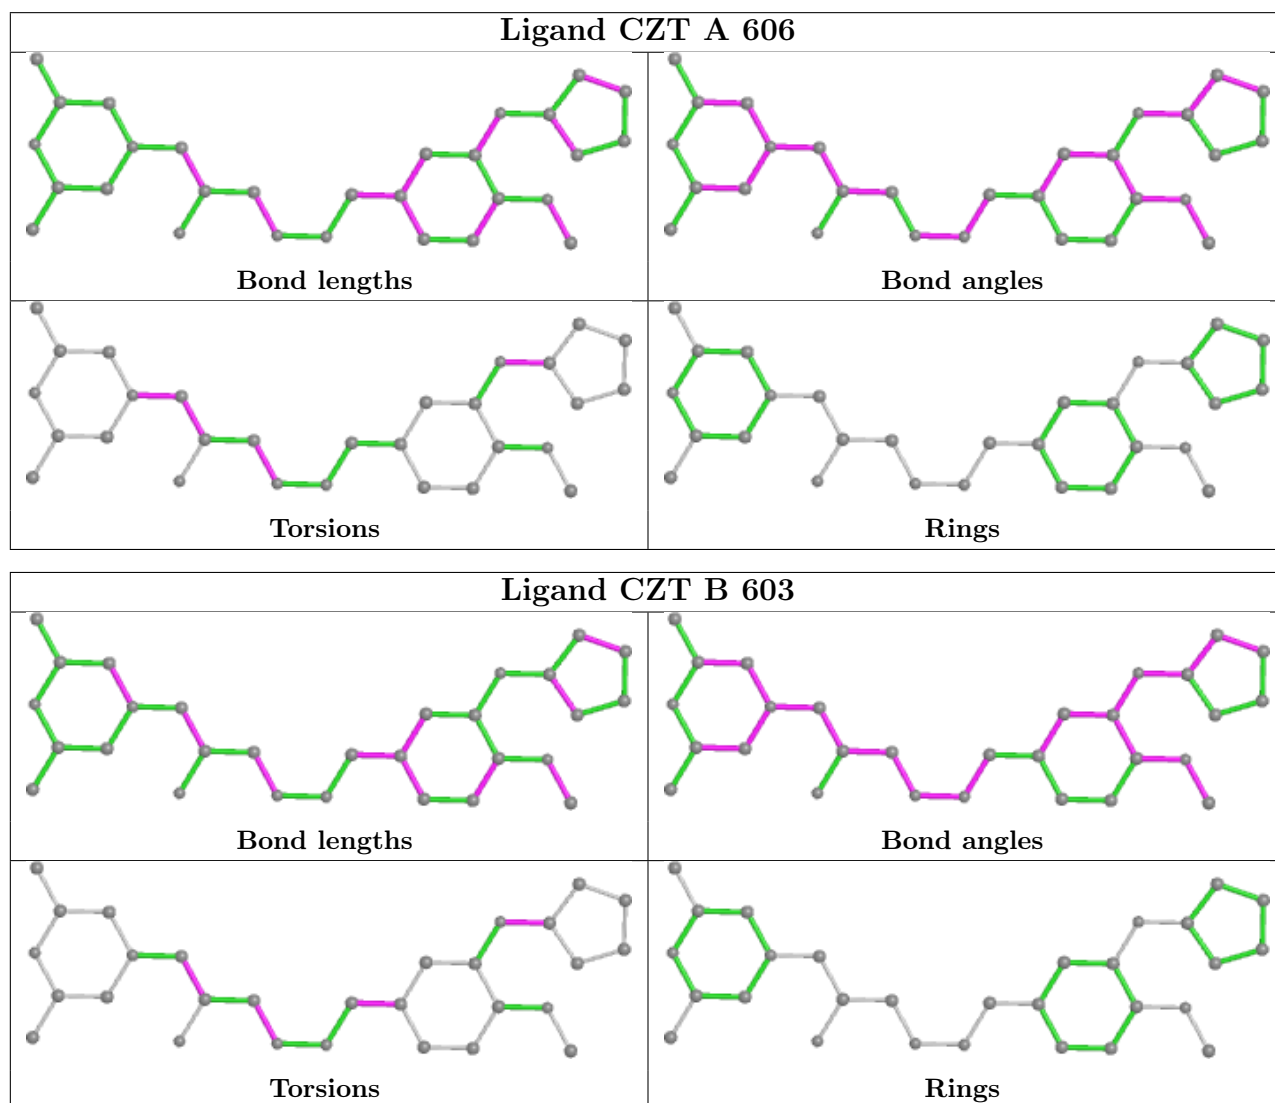 Ligand CZT A 606
Bond lengths
Bond angles
Torsions
Rings
Ligand CZT B 603
Bond lengths
Bond angles
Torsions
Rings